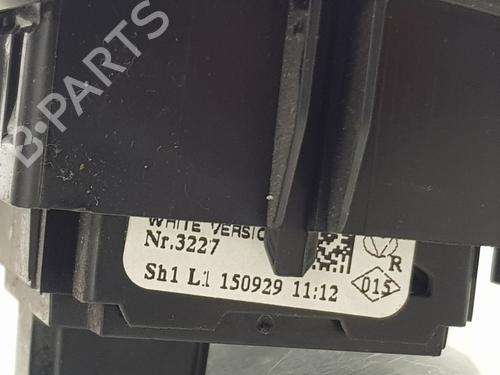 B-PARTS
WHITE VERSIO
Nr.3227
R
Sh1 L1 150929 11:12
015